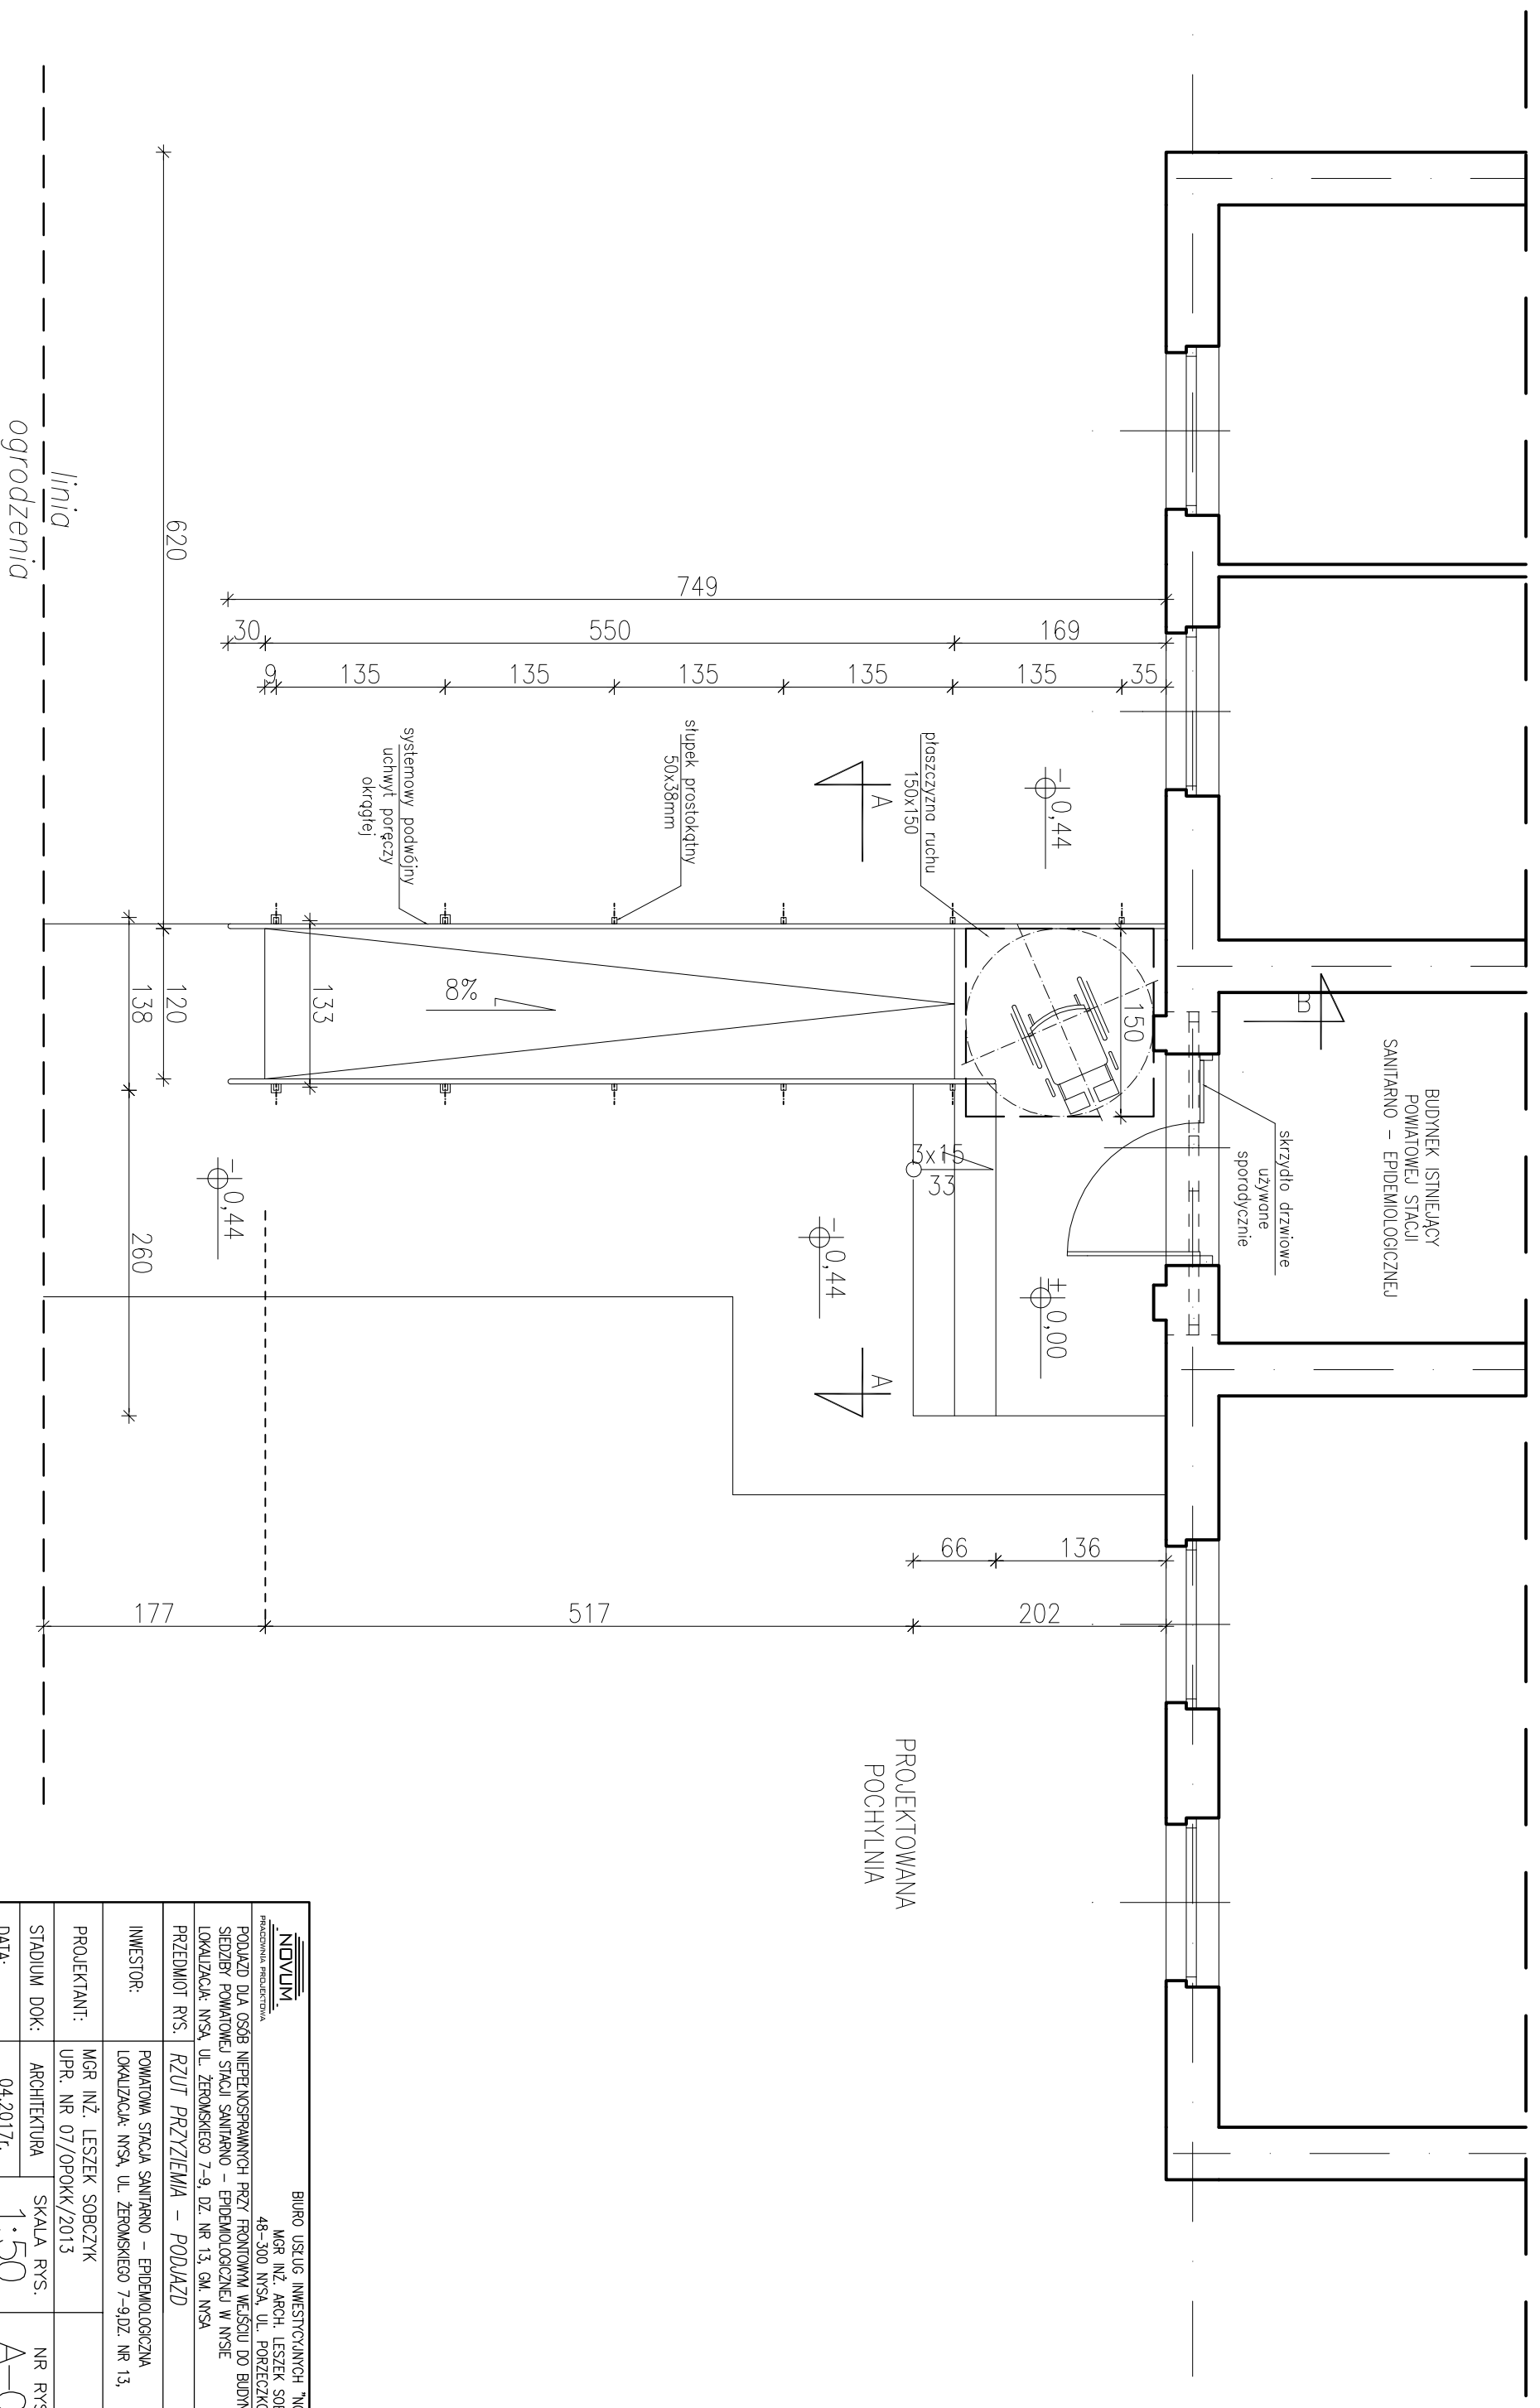 BUDYNEK ISTNIEJĄCY
POWIATOWEJ STACJI
SANITARNO - EPIDEMIOLOGICZNEJ
skrzydło drzwiowe
używane
sporadycznie
B
-0,44
±0,00
150
płaszczyzna ruchu
150x150
A
A
-0,44
3x15
33
słupek prostokątny
50x38mm
systemowy podwójny
uchwyt poręczy
okrągłej
8%
133
-0,44
749
30
550
169
9
135
135
135
135
135
35
620
120
138
260
66
136
177
517
202
linia
ogrodzenia
PROJEKTOWANA
POCHYLNIA
NOVUM
PRACOWNIA PROJEKTOWA
BIURO USŁUG INWESTYCYJNYCH
MGR INŻ. ARCH. LESZEK
48-300 NYSA, UL.
PODJAZD DLA OSÓB NIEPEŁNOSPRAWNYCH PRZY FRONTOWYM WEJŚCIU DO
SIEDZIBY POWIATOWEJ STACJI SANITARNO - EPIDEMIOLOGICZNEJ W NYSIE
LOKALIZACJA: NYSA, UL. ŻEROMSKIEGO 7-9, DZ. NR 13, GM. NYSA
PRZEDMIOT RYS. RZUT PRZYZIEMIA - PODJAZD
INWESTOR: POWIATOWA STACJA SANITARNO - EPIDEMIOLOGICZNA
LOKALIZACJA: NYSA, UL. ŻEROMSKIEGO 7-9,DZ. NR 13,
PROJEKTANT: MGR INŻ. LESZEK SOBCZYK
UPR. NR 07/OPOKK/2013
STADIUM DOK: ARCHITEKTURA SKALA RYS. NR RYS
DATA: 04.2017r. 1:50